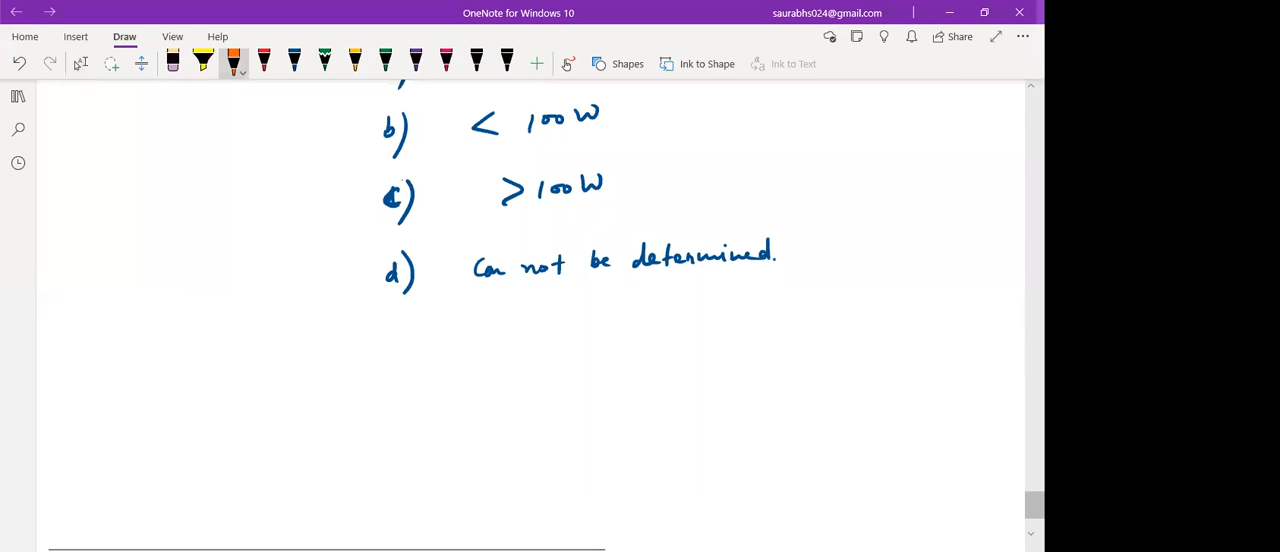 OneNote for Windows 10
saurabhs024@gmail.com
Home Insert Draw View Help
Share
Shapes Ink to Shape Ink to Text
b) < 100W
c) > 100W
d) Can not be determined.